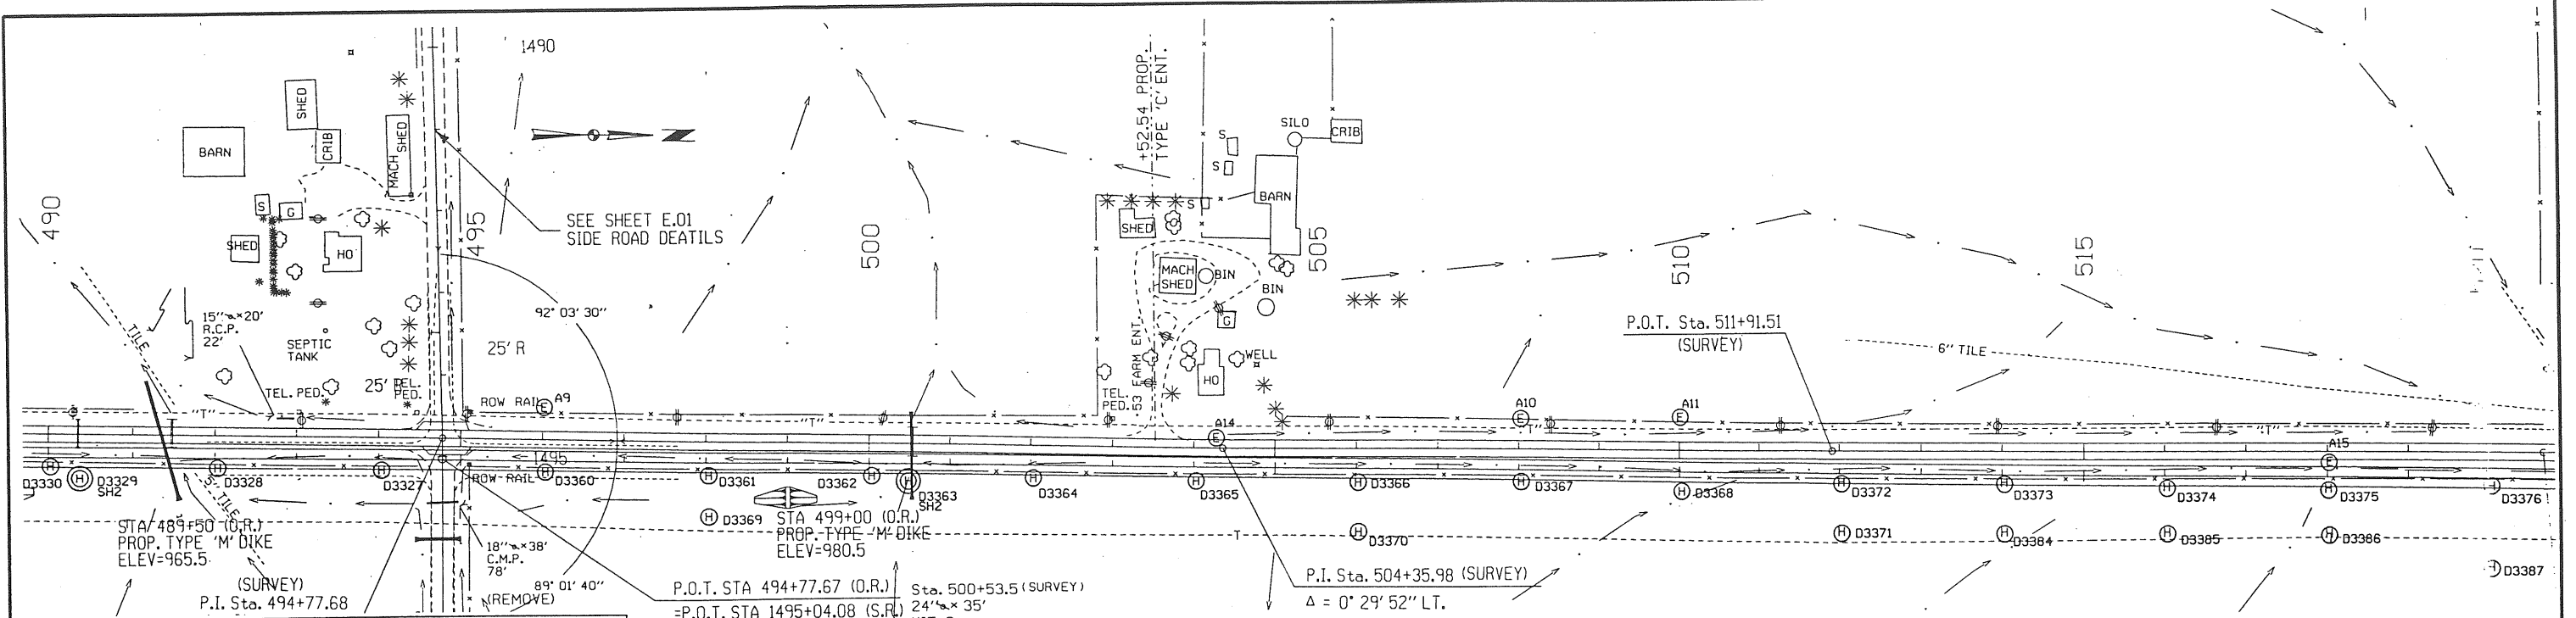 1490
+52.54 PROP.
TYPE 'C' ENT.
SHED
CRIB
MACH
SHED
BARN
S
G
SHED
HO
490
495
N
SEE SHEET E.01
SIDE ROAD DEATILS
500
S
S
SILO
CRIB
BARN
S
SHED
MACH
SHED
BIN
BIN
G
505
510
515
TILE
15" x 20'
R.C.P.
22'
SEPTIC
TANK
92° 03' 30"
25' R
25'
TEL. PED.
TEL.
PED.
WELL
HO
TEL.
PED.
.53 FARM ENT.
P.O.T. Sta. 511+91.51
(SURVEY)
6" TILE
"T"
ROW RAIL
A9
"T"
A14
A10
A11
"T"
A15
1495
ROW RAIL
D3330
D3329
SH2
D3328
D3327
D3360
D3361
D3362
D3363
SH2
D3364
D3365
D3366
D3367
D3368
D3372
D3373
D3374
D3375
D3376
TILE
D3369
T
D3370
D3371
D3384
D3385
D3386
D3387
STA 489+50 (O.R.)
PROP. TYPE 'M' DIKE
ELEV=965.5
STA 499+00 (O.R.)
PROP. TYPE 'M' DIKE
ELEV=980.5
18" x 38'
C.M.P.
78'
89° 01' 40"
(REMOVE)
(SURVEY)
P.I. Sta. 494+77.68
P.O.T. STA 494+77.67 (O.R.)
=P.O.T. STA 1495+04.08 (S.R.)
Sta. 500+53.5 (SURVEY)
24" x 35'
P.I. Sta. 504+35.98 (SURVEY)
Δ = 0° 29' 52" LT.